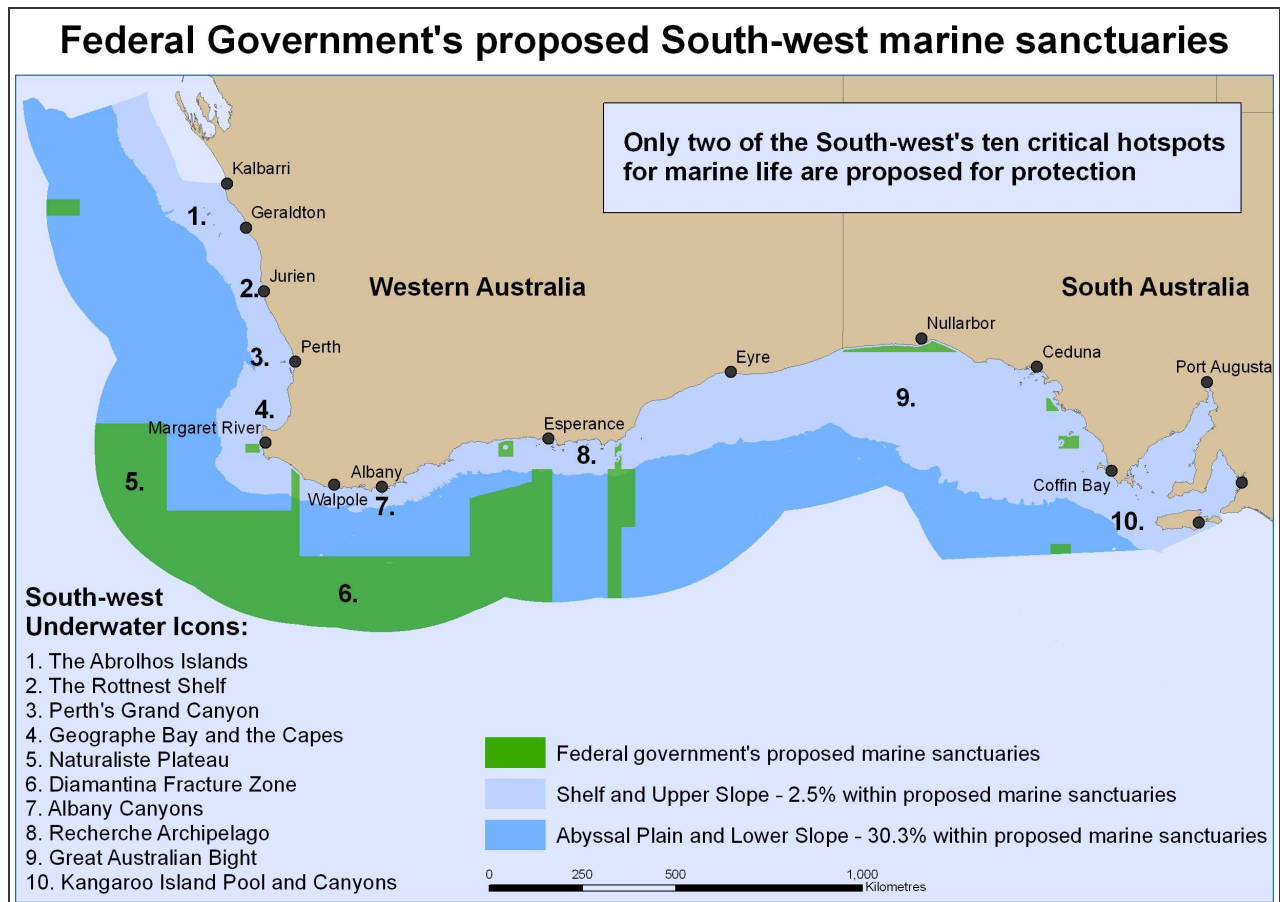 Federal Government's proposed South-west marine sanctuaries
Only two of the South-west's ten critical hotspots
for marine life are proposed for protection
Kalbarri
1.
Geraldton
2.
Jurien
Western Australia
South Australia
Nullarbor
3.
Perth
Eyre
Ceduna
Port Augusta
4.
9.
Margaret River
Esperance
8.
5.
Albany
Walpole
7.
Coffin Bay
10.
6.
South-west
Underwater Icons:
1. The Abrolhos Islands
2. The Rottnest Shelf
3. Perth's Grand Canyon
4. Geographe Bay and the Capes
5. Naturaliste Plateau
6. Diamantina Fracture Zone
7. Albany Canyons
8. Recherche Archipelago
9. Great Australian Bight
10. Kangaroo Island Pool and Canyons
Federal government's proposed marine sanctuaries
Shelf and Upper Slope - 2.5% within proposed marine sanctuaries
Abyssal Plain and Lower Slope - 30.3% within proposed marine sanctuaries
0 250 500 1,000
Kilometres